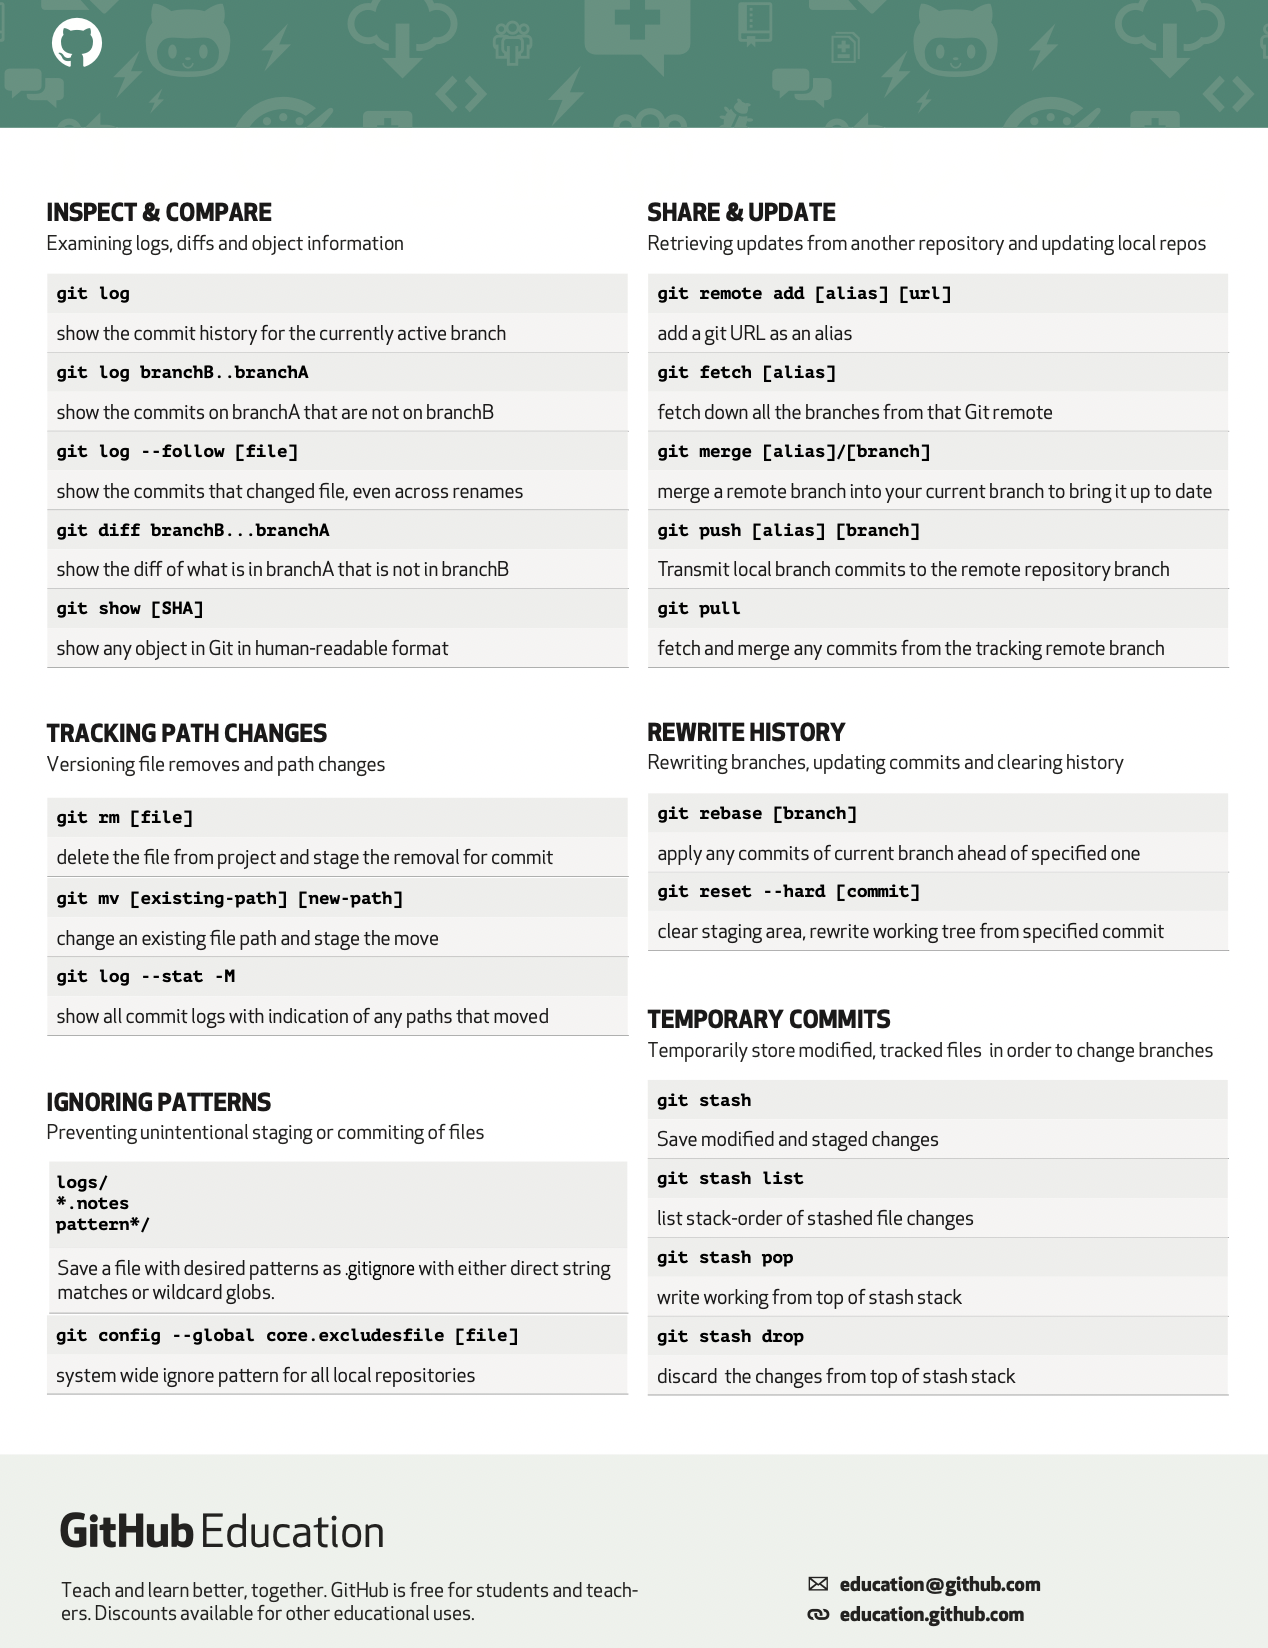 INSPECT & COMPARE
Examining logs, diffs and object information
git log
show the commit history for the currently active branch
git log branchB..branchA
show the commits on branchA that are not on branchB
git log --follow [file]
show the commits that changed file, even across renames
git diff branchB...branchA
show the diff of what is in branchA that is not in branchB
git show [SHA]
show any object in Git in human-readable format
TRACKING PATH CHANGES
Versioning file removes and path changes
git rm [file]
delete the file from project and stage the removal for commit
git mv [existing-path] [new-path]
change an existing file path and stage the move
git log --stat -M
show all commit logs with indication of any paths that moved
IGNORING PATTERNS
Preventing unintentional staging or commiting of files
logs/
*.notes
pattern*/
Save a file with desired patterns as .gitignore with either direct string
matches or wildcard globs.
git config --global core.excludesfile [file]
system wide ignore pattern for all local repositories
SHARE & UPDATE
Retrieving updates from another repository and updating local repos
git remote add [alias] [url]
add a git URL as an alias
git fetch [alias]
fetch down all the branches from that Git remote
git merge [alias]/[branch]
merge a remote branch into your current branch to bring it up to date
git push [alias] [branch]
Transmit local branch commits to the remote repository branch
git pull
fetch and merge any commits from the tracking remote branch
REWRITE HISTORY
Rewriting branches, updating commits and clearing history
git rebase [branch]
apply any commits of current branch ahead of specified one
git reset --hard [commit]
clear staging area, rewrite working tree from specified commit
TEMPORARY COMMITS
Temporarily store modified, tracked files in order to change branches
git stash
Save modified and staged changes
git stash list
list stack-order of stashed file changes
git stash pop
write working from top of stash stack
git stash drop
discard the changes from top of stash stack
GitHub Education
Teach and learn better, together. GitHub is free for students and teach-
ers. Discounts available for other educational uses.
education@github.com
education.github.com